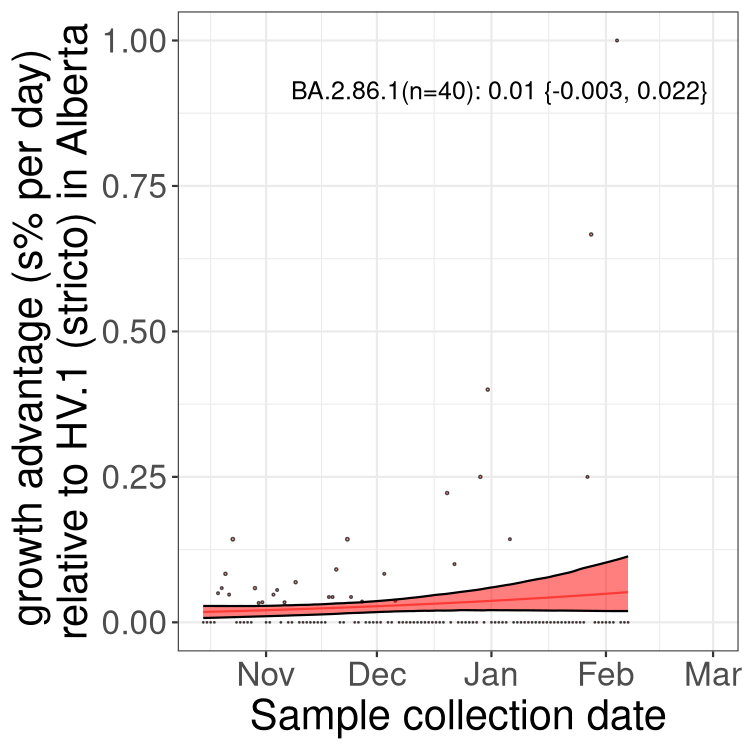 growth advantage (s% per day)
relative to HV.1 (stricto) in Alberta
1.00
0.75
0.50
0.25
0.00
BA.2.86.1(n=40): 0.01 {-0.003, 0.022}
Nov Dec Jan Feb Mar
Sample collection date